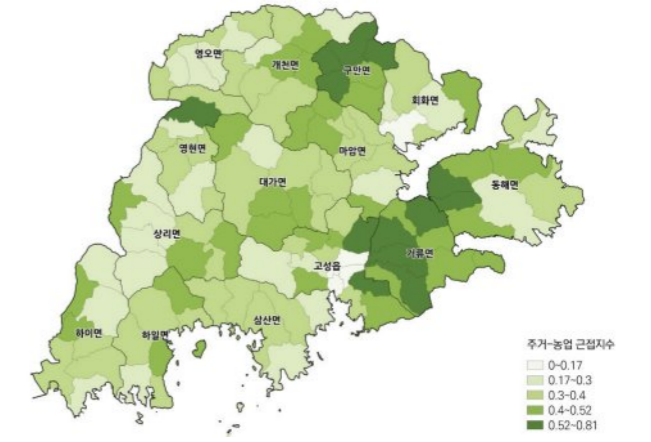 영오면
개천면
구만면
회화면
영현면
마암면
대가면
동해면
상리면
고성읍
거류면
하이면
하일면
삼산면
주거-농업 근접지수
0-0.17
0.17-0.3
0.3-0.4
0.4-0.52
0.52-0.81